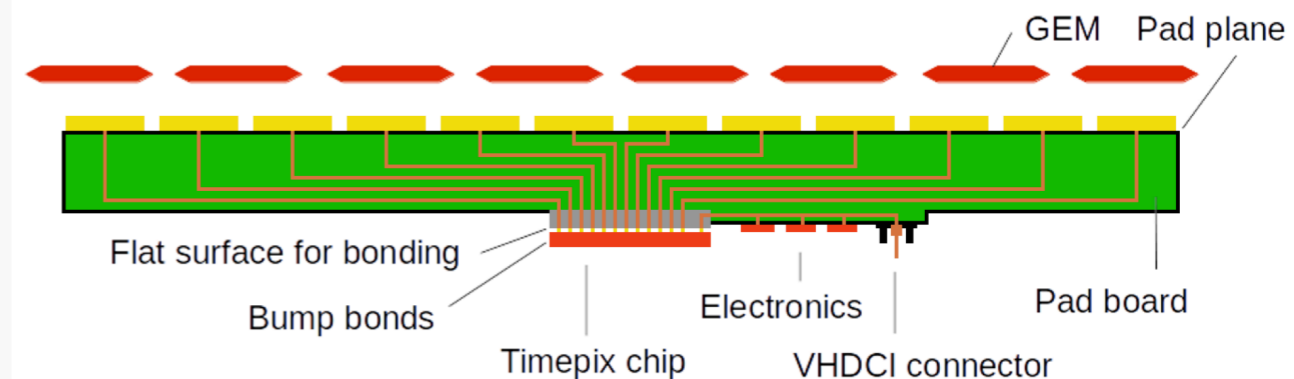 GEM
Pad plane
Flat surface for bonding
Bump bonds
Electronics
Pad board
Timepix chip
VHDCI connector